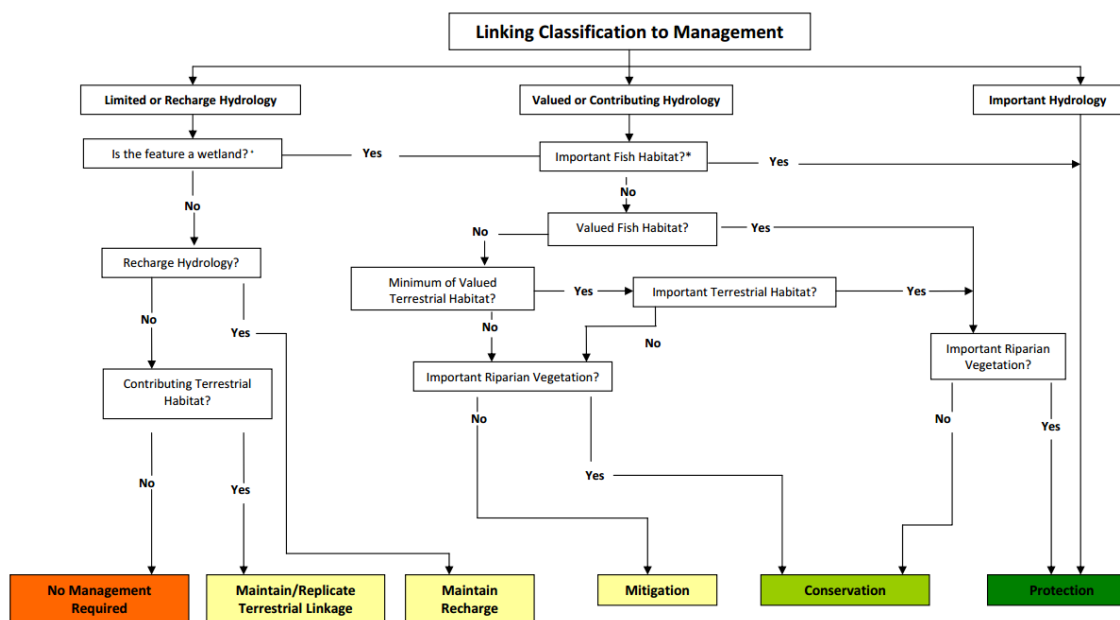 Linking Classification to Management
Limited or Recharge Hydrology
Valued or Contributing Hydrology
Important Hydrology
Is the feature a wetland? *
Yes
Important Fish Habitat?*
Yes
No
No
Valued Fish Habitat?
No
Yes
Recharge Hydrology?
Minimum of Valued
Terrestrial Habitat?
Yes
Important Terrestrial Habitat?
Yes
No
Yes
No
No
Important Riparian
Vegetation?
Contributing Terrestrial
Habitat?
Important Riparian Vegetation?
No
Yes
No
Yes
No
Yes
Yes
No Management
Required
Maintain/Replicate
Terrestrial Linkage
Maintain
Recharge
Mitigation
Conservation
Protection